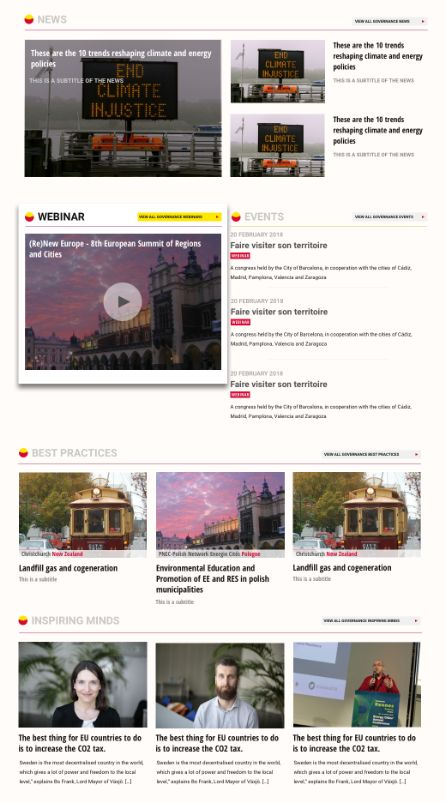 NEWS
VIEW ALL GOVERNANCE NEWS
These are the 10 trends reshaping climate and energy
policies
THIS IS A SUBTITLE OF THE NEWS
END
CLIMATE
INJUSTICE
END
CLIMATE
INJUSTICE
These are the 10 trends
reshaping climate and energy
policies
THIS IS A SUBTITLE OF THE NEWS
END
CLIMATE
INJUSTICE
These are the 10 trends
reshaping climate and energy
policies
THIS IS A SUBTITLE OF THE NEWS
WEBINAR
VIEW ALL GOVERNANCE WEBINARS
(Re)New Europe - 8th European Summit of Regions
and Cities
EVENTS
VIEW ALL GOVERNANCE EVENTS
20 FEBRUARY 2018
Faire visiter son territoire
WEBINAR
A congress held by the City of Barcelona, in cooperation with the cities of Cádiz,
Madrid, Pamplona, Valencia and Zaragoza
20 FEBRUARY 2018
Faire visiter son territoire
WEBINAR
A congress held by the City of Barcelona, in cooperation with the cities of Cádiz,
Madrid, Pamplona, Valencia and Zaragoza
20 FEBRUARY 2018
Faire visiter son territoire
WEBINAR
A congress held by the City of Barcelona, in cooperation with the cities of Cádiz,
Madrid, Pamplona, Valencia and Zaragoza
BEST PRACTICES
VIEW ALL GOVERNANCE BEST PRACTICES
Christchurch New Zealand
Landfill gas and cogeneration
This is a subtitle
PNEC-Polish Network Energie Cités Pologne
Environmental Education and
Promotion of EE and RES in polish
municipalities
This is a subtitle
Christchurch New Zealand
Landfill gas and cogeneration
This is a subtitle
INSPIRING MINDS
VIEW ALL GOVERNANCE INSPIRING MINDS
The best thing for EU countries to do
is to increase the CO2 tax.
Sweden is the most decentralised country in the world,
which gives a lot of power and freedom to the local
level," explains Bo Frank, Lord Mayor of Växjö. [...]
The best thing for EU countries to do
is to increase the CO2 tax.
Sweden is the most decentralised country in the world,
which gives a lot of power and freedom to the local
level," explains Bo Frank, Lord Mayor of Växjö. [...]
The best thing for EU countries to do
is to increase the CO2 tax.
Sweden is the most decentralised country in the world,
which gives a lot of power and freedom to the local
level," explains Bo Frank, Lord Mayor of Växjö. [...]